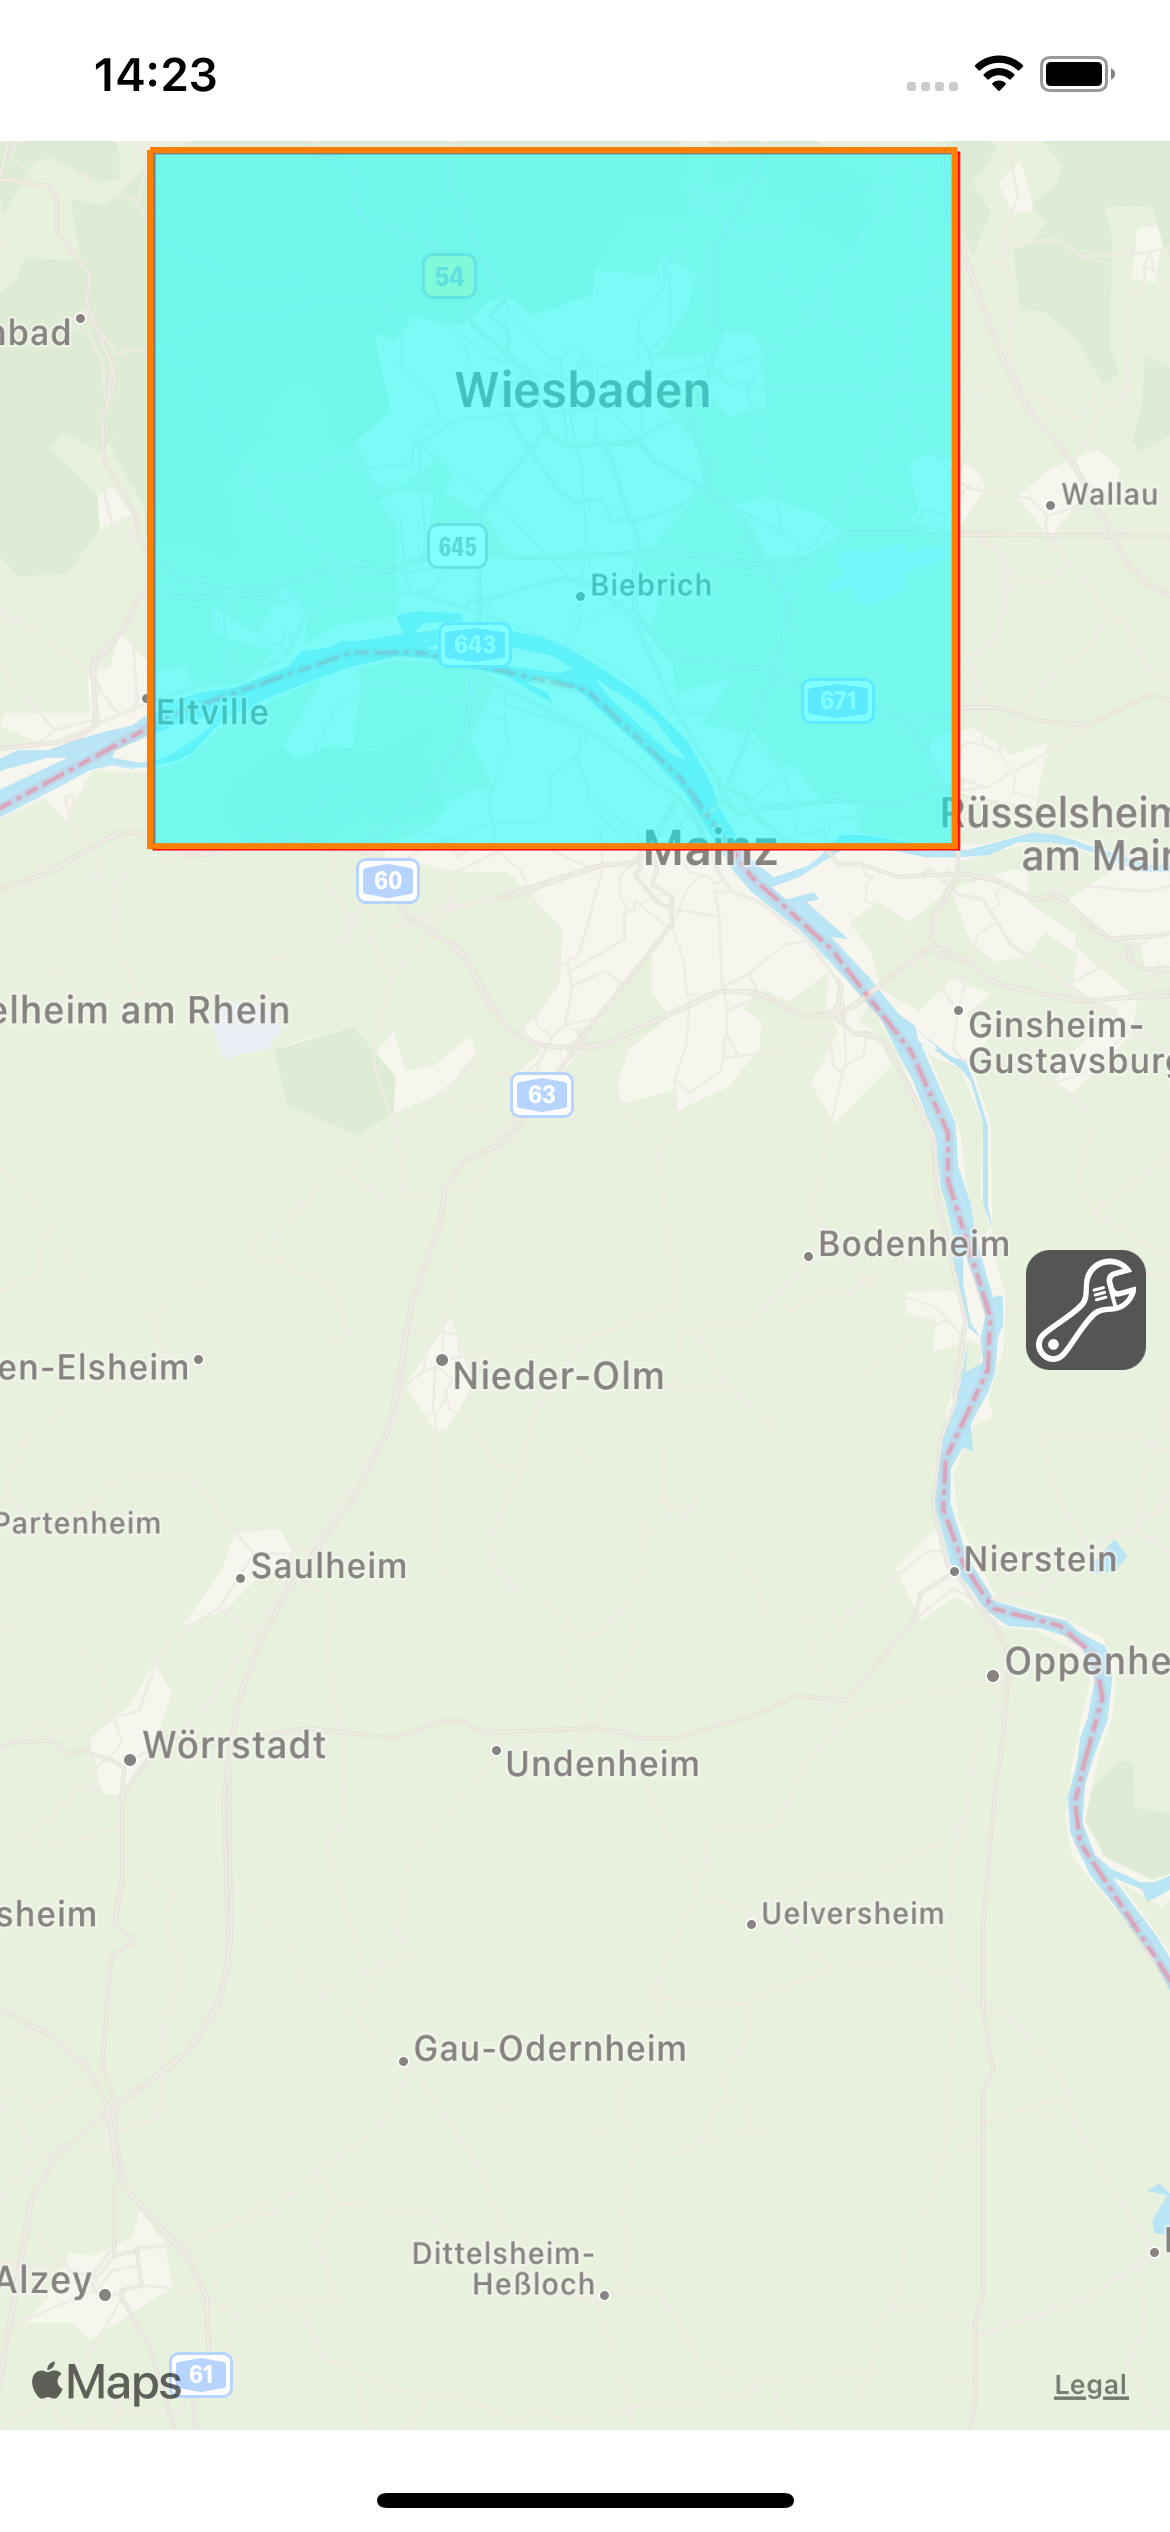 14:23
54
nbad
Wiesbaden
Wallau
645
Biebrich
643
671
Eltville
Rüsselsheim
am Main
Mainz
60
elheim am Rhein
Ginsheim-
Gustavsburg
63
Bodenheim
en-Elsheim
Nieder-Olm
Partenheim
Saulheim
Nierstein
Oppenhe
Wörrstadt
Undenheim
sheim
Uelversheim
Gau-Odernheim
Dittelsheim-
Heßloch
Alzey
Maps
61
Legal